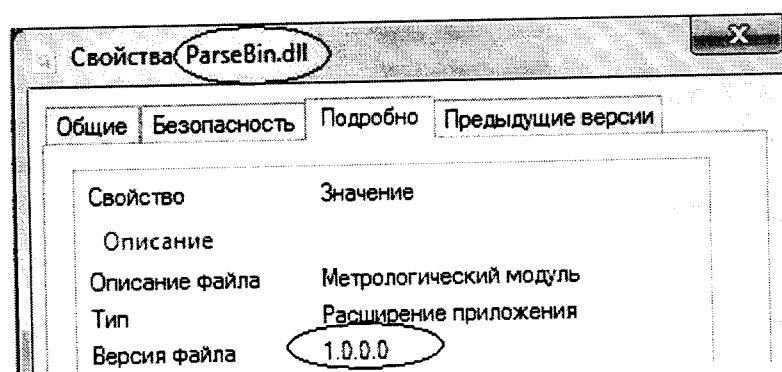 Свойства ParseBin.dll
Общие Безопасность Подробно Предыдущие версии
Свойство Значение
Описание
Описание файла Метрологический модуль
Тип Расширение приложения
Версия файла 1.0.0.0